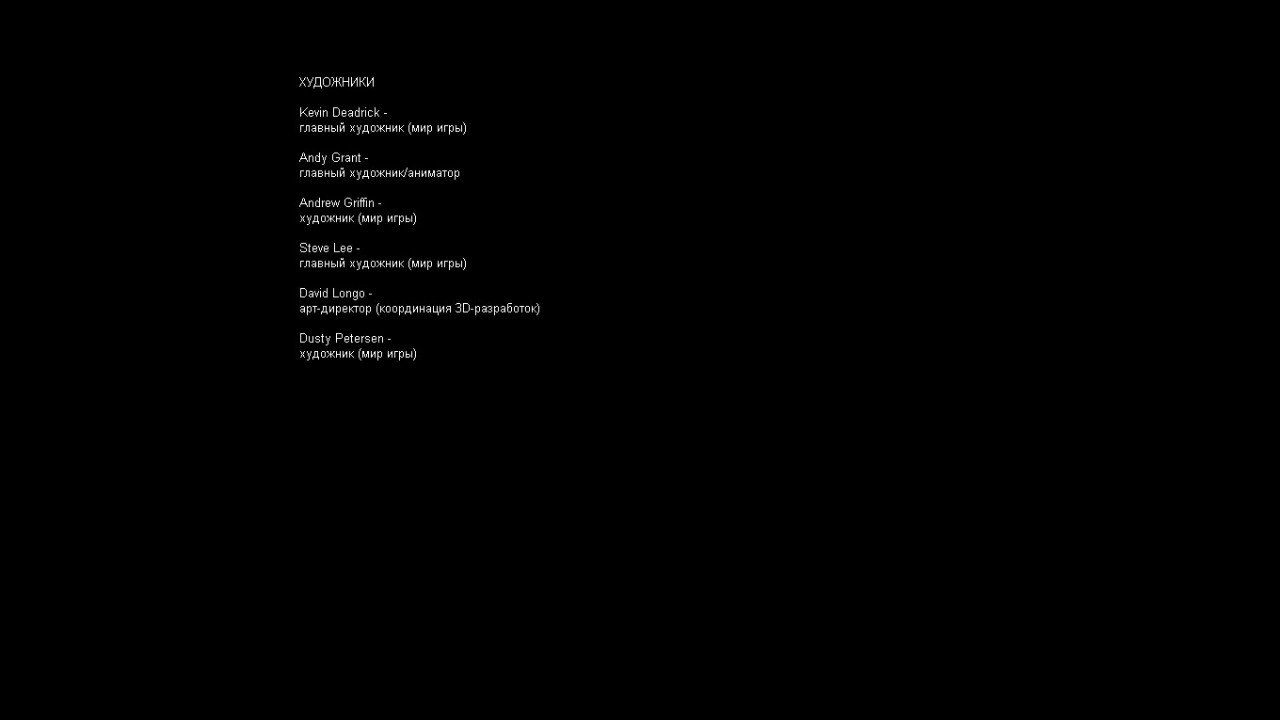 ХУДОЖНИКИ
Kevin Deadrick -
главный художник (мир игры)
Andy Grant -
главный художник/аниматор
Andrew Griffin -
художник (мир игры)
Steve Lee -
главный художник (мир игры)
David Longo -
арт-директор (координация 3D-разработок)
Dusty Petersen -
художник (мир игры)